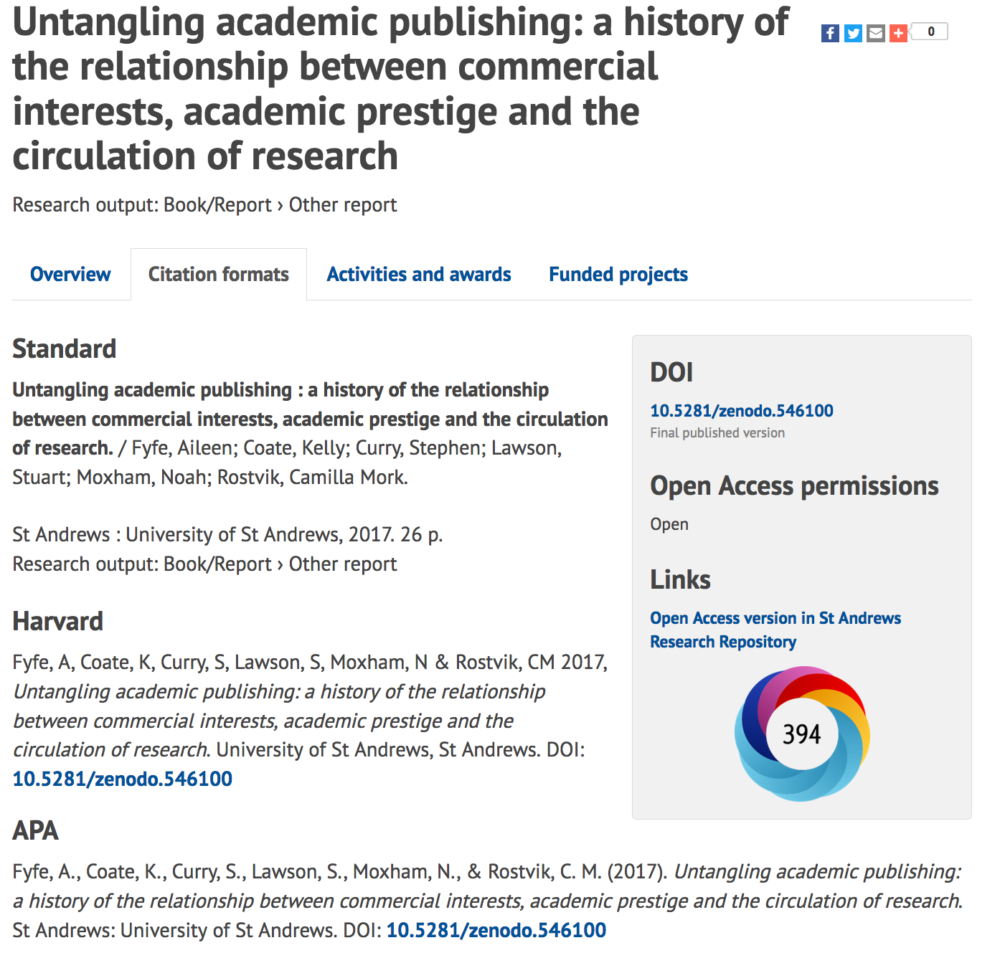 Untangling academic publishing: a history of
the relationship between commercial
interests, academic prestige and the
circulation of research
0
Research output: Book/Report › Other report
Overview
Citation formats
Activities and awards
Funded projects
Standard
Untangling academic publishing : a history of the relationship
between commercial interests, academic prestige and the circulation
of research. / Fyfe, Aileen; Coate, Kelly; Curry, Stephen; Lawson,
Stuart; Moxham, Noah; Rostvik, Camilla Mork.
St Andrews : University of St Andrews, 2017. 26 p.
Research output: Book/Report › Other report
Harvard
Fyfe, A, Coate, K, Curry, S, Lawson, S, Moxham, N & Rostvik, CM 2017,
Untangling academic publishing: a history of the relationship
between commercial interests, academic prestige and the
circulation of research. University of St Andrews, St Andrews. DOI:
10.5281/zenodo.546100
DOI
10.5281/zenodo.546100
Final published version
Open Access permissions
Open
Links
Open Access version in St Andrews
Research Repository
394
APA
Fyfe, A., Coate, K., Curry, S., Lawson, S., Moxham, N., & Rostvik, C. M. (2017). Untangling academic publishing:
a history of the relationship between commercial interests, academic prestige and the circulation of research.
St Andrews: University of St Andrews. DOI: 10.5281/zenodo.546100